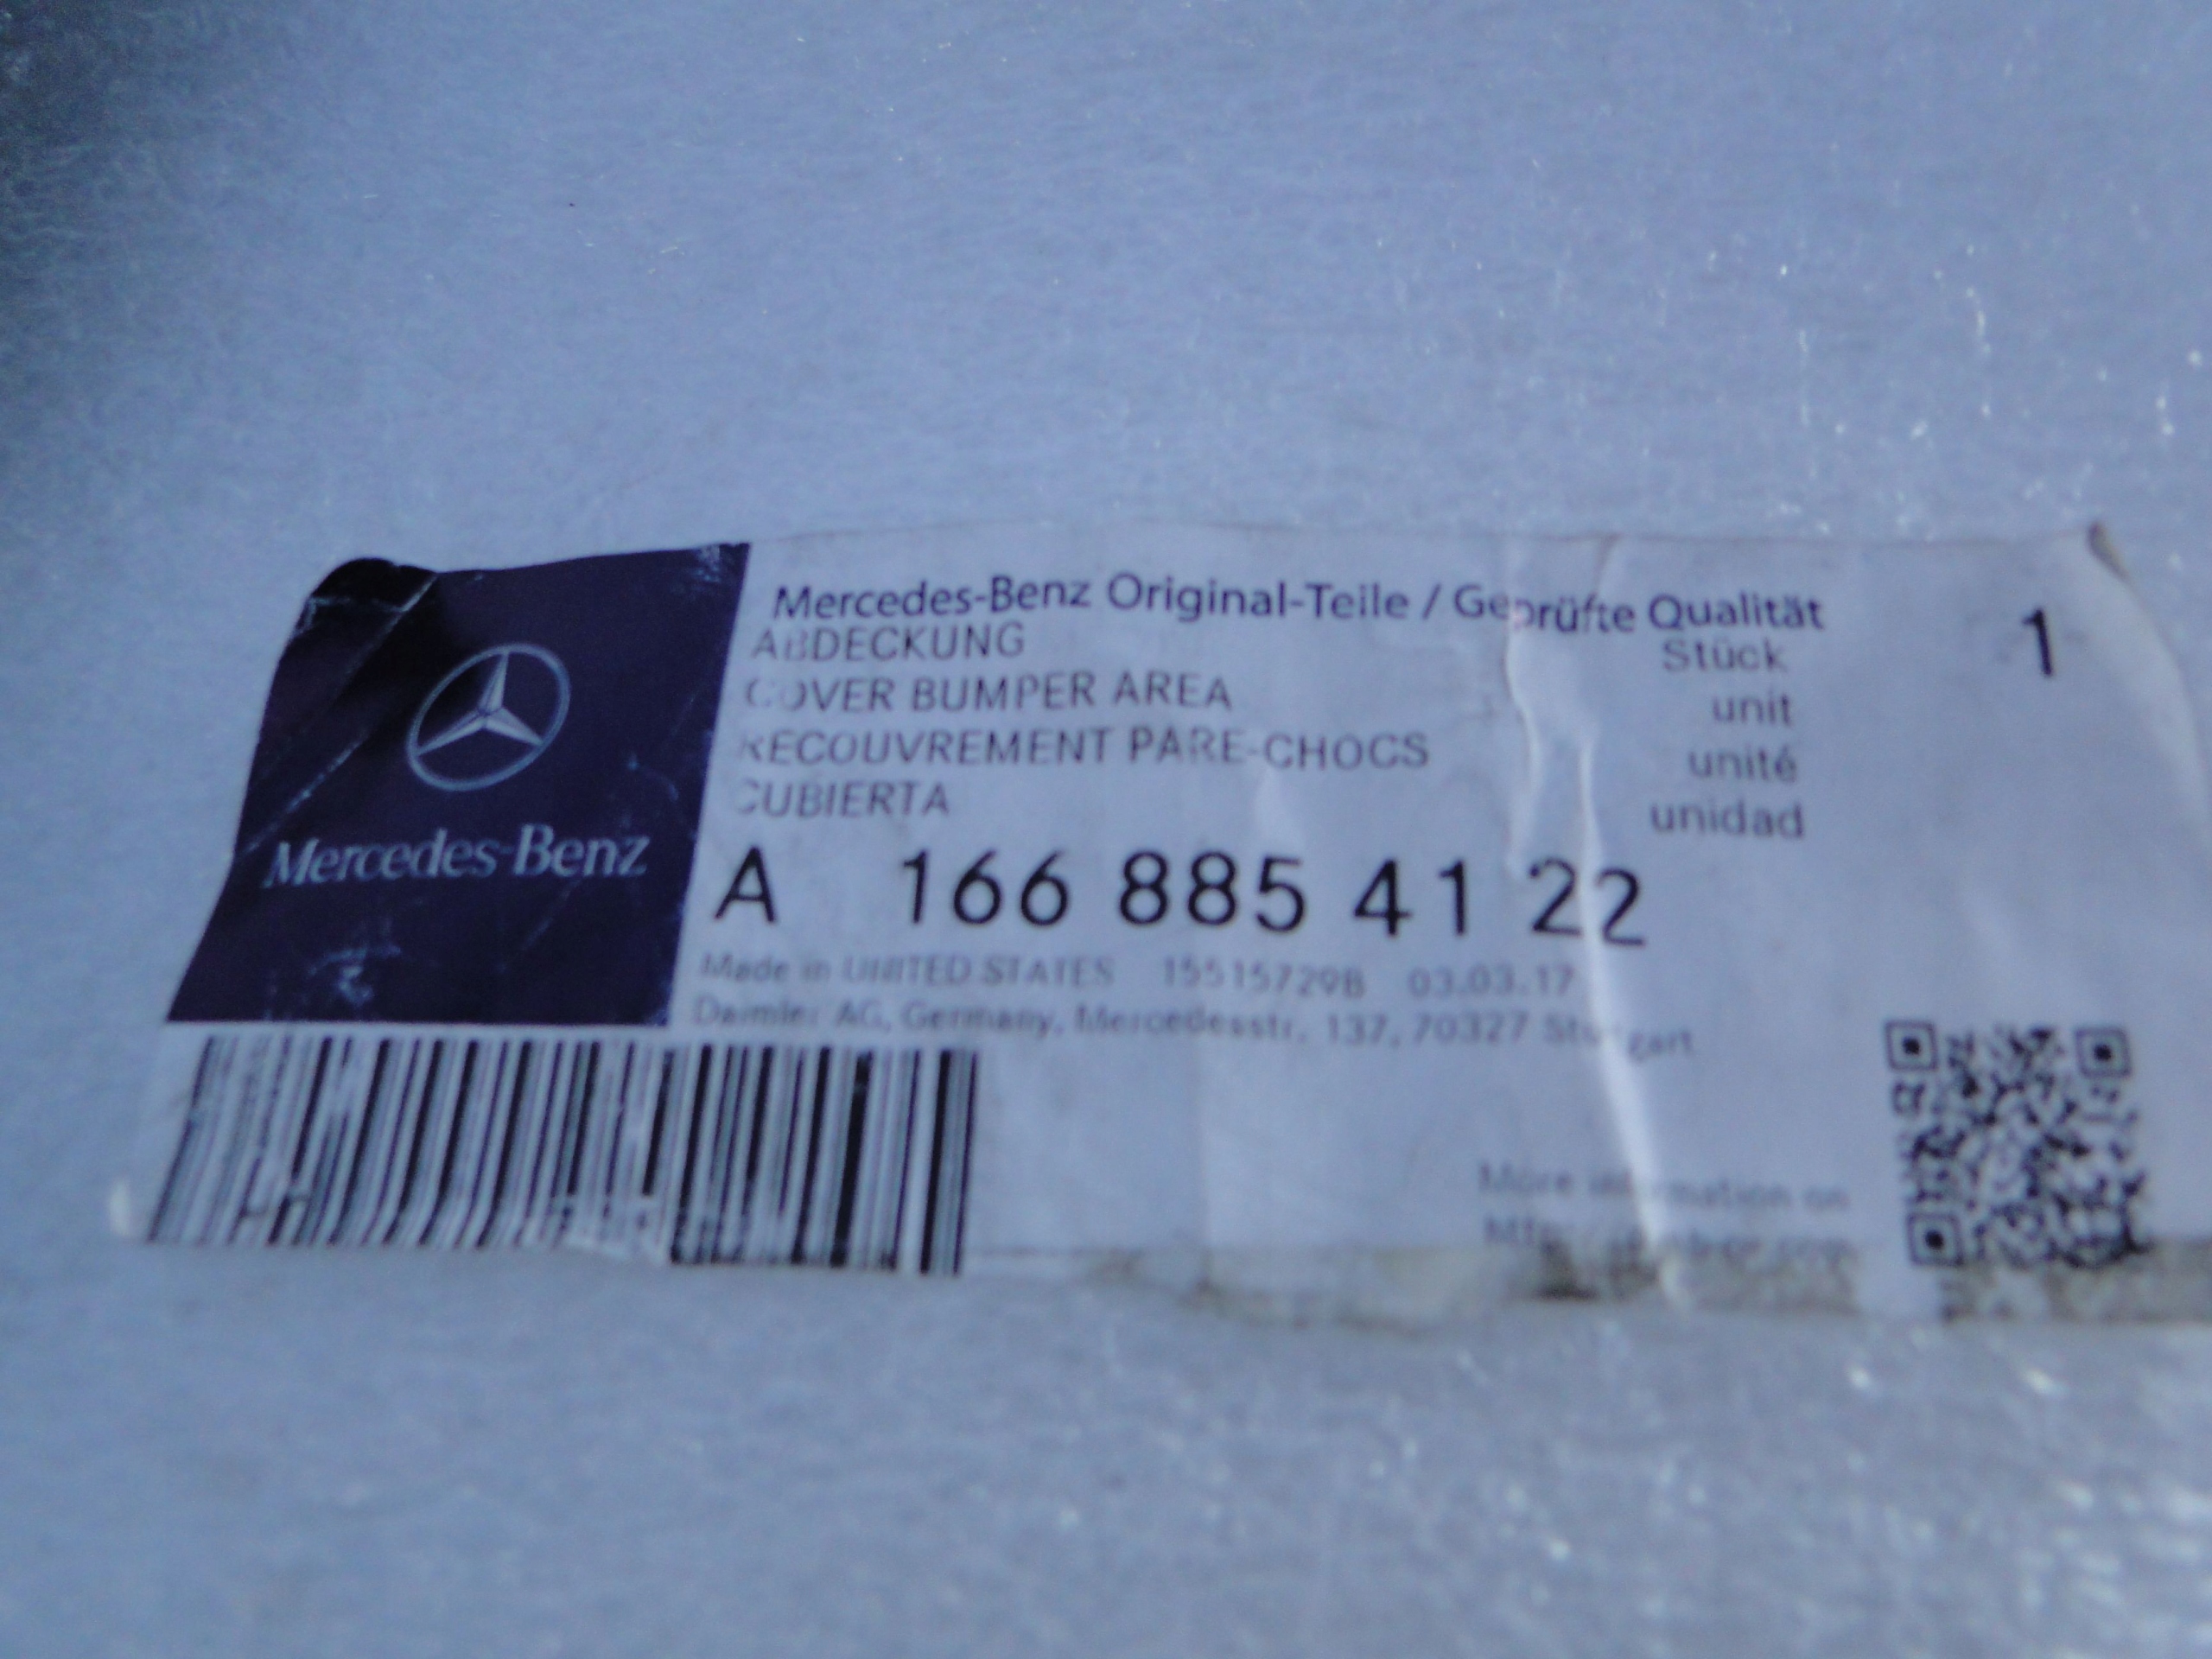 Mercedes-Benz
Mercedes-Benz Original-Teile / Geprüfte Qualität
ABDECKUNG
COVER BUMPER AREA
RECOUVREMENT PARE-CHOCS
CUBIERTA
Stück
unit
unité
unidad
1
A 166 885 41 22
Made in UNITED STATES 155157298 03.03.17
Daimler AG, Germany, Mercedesstr. 137, 70327 Stuttgart
More information on